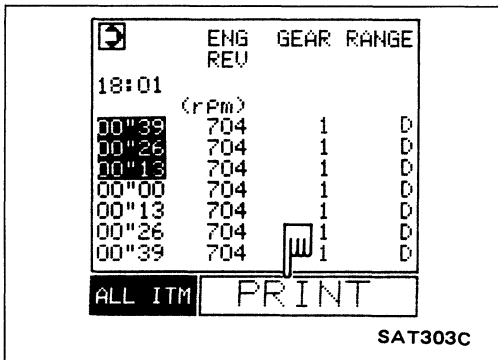 ENG GEAR RANGE
REV
18:01
(rpm)
00"39 704 1 D
00"26 704 1 D
00"13 704 1 D
00"00 704 1 D
00"13 704 1 D
00"26 704 1 D
00"39 704 1 D
ALL ITM PRINT
SAT303C